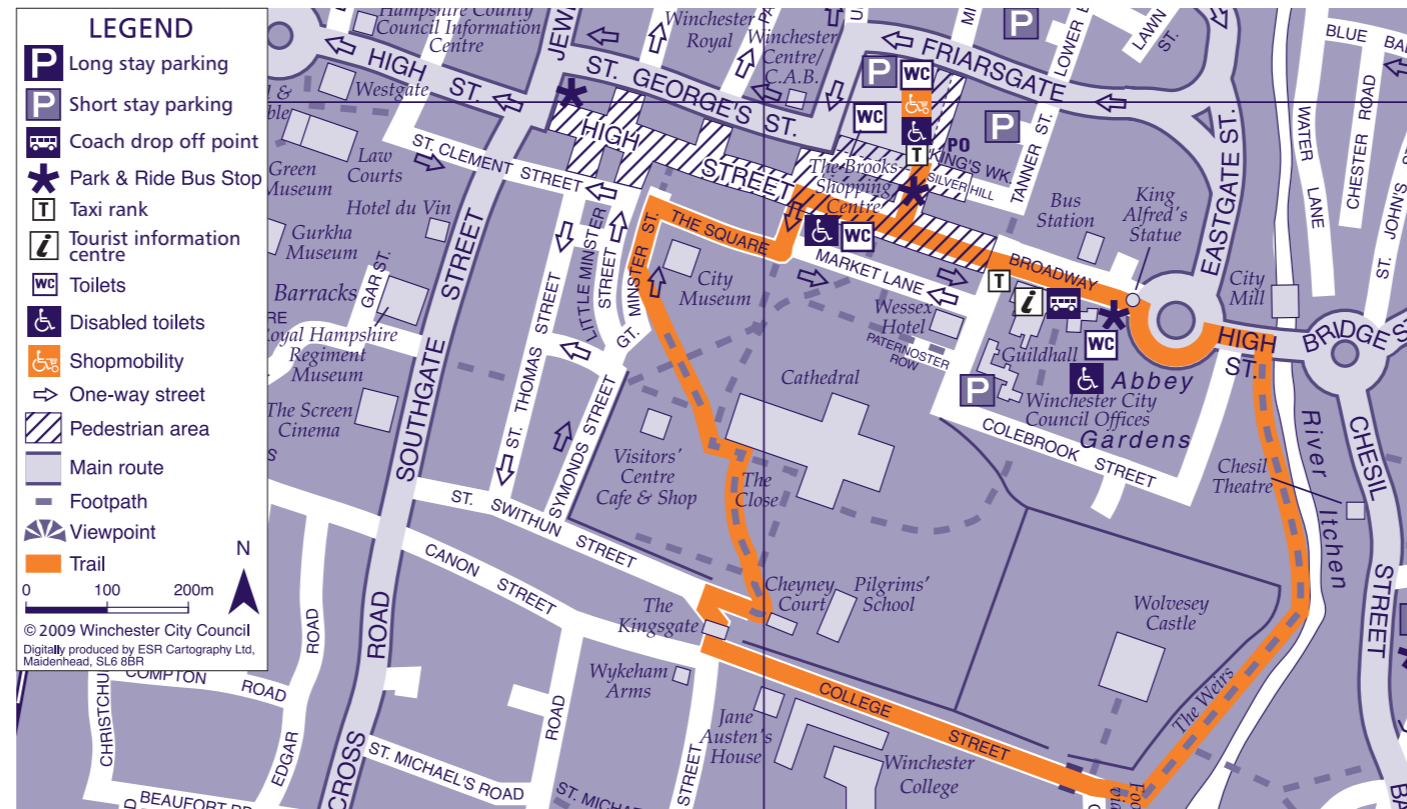 LEGEND
P Long stay parking
P Short stay parking
Coach drop off point
Park & Ride Bus Stop
T Taxi rank
i Tourist information
centre
WC Toilets
Disabled toilets
Shopmobility
One-way street
Pedestrian area
Main route
Footpath
Viewpoint
Trail
N
0 100 200m
© 2009 Winchester City Council
Digitally produced by ESR Cartography Ltd,
Maidenhead, SL6 8BR
Hampshire County
Council Information
Centre
HIGH ST.
Westgate
Law
Courts
Green
Museum
ST. CLEMENT STREET
Hotel du Vin
Gurkha
Museum
Barracks
GAR ST.
Royal Hampshire
Regiment
Museum
The Screen
Cinema
SOUTHGATE STREET
Winchester
Royal
ST. GEORGE'S ST.
Winchester
Centre/
C.A.B.
HIGH STREET
FRIARSGATE
P
P
P
WC
WC
T
PO
KING'S WK
SILVER HILL
The Brooks
Shopping
Centre
TANNER ST.
LAWN
ST.
Bus
Station
King
Alfred's
Statue
EASTGATE ST.
City
Mill
WATER LANE
CHESTER ROAD
ST. JOHN'S
THE SQUARE
WC
MARKET LANE
BROADWAY
T
i
WC
Wessex
Hotel
PATERNOSTER
ROW
Guildhall
P
Winchester City
Council Offices
Abbey
Gardens
COLEBROOK STREET
HIGH
ST.
River Itchen
CHESIL STREET
Chesil
Theatre
LITTLE MINSTER STREET
GT. MINSTER ST.
City
Museum
ST. THOMAS STREET
SYMONDS STREET
Visitors'
Centre
Cafe & Shop
Cathedral
The
Close
ST. SWITHUN STREET
CANON STREET
The
Kingsgate
Cheyney
Court
Pilgrims'
School
Wolvesey
Castle
The Weirs
Wykeham
Arms
COLLEGE STREET
Jane
Austen's
House
Winchester
College
COMPTON ROAD
EDGAR ROAD
ROAD
ROAD
STREET
CROSS ROAD
ST. MICHAEL'S ROAD